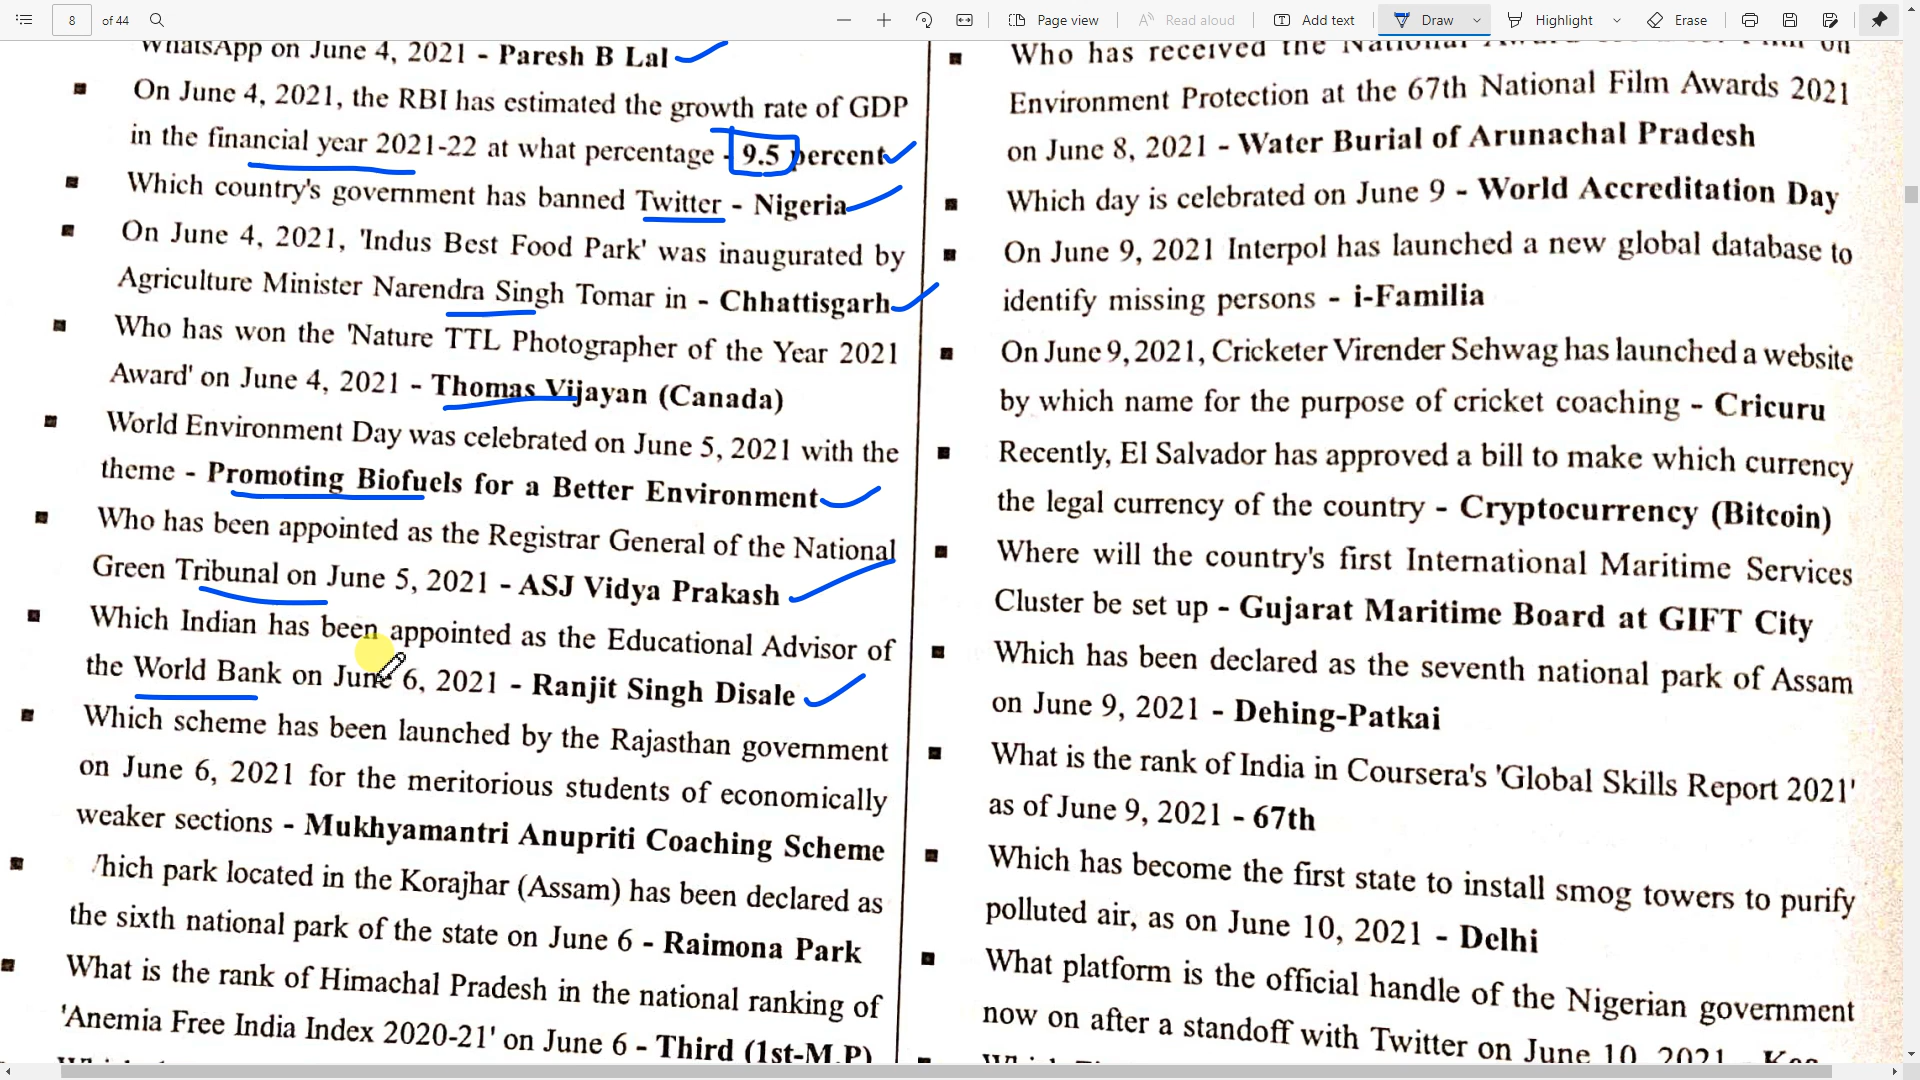 8 of 44 Page view Read aloud Add text Draw Highlight Erase
WhatsApp on June 4, 2021 - Paresh B Lal
On June 4, 2021, the RBI has estimated the growth rate of GDP
in the financial year 2021-22 at what percentage - 9.5 percent
Which country's government has banned Twitter - Nigeria
On June 4, 2021, 'Indus Best Food Park' was inaugurated by
Agriculture Minister Narendra Singh Tomar in - Chhattisgarh
Who has won the 'Nature TTL Photographer of the Year 2021
Award' on June 4, 2021 - Thomas Vijayan (Canada)
World Environment Day was celebrated on June 5, 2021 with the
theme - Promoting Biofuels for a Better Environment
Who has been appointed as the Registrar General of the National
Green Tribunal on June 5, 2021 - ASJ Vidya Prakash
Which Indian has been appointed as the Educational Advisor of
the World Bank on June 6, 2021 - Ranjit Singh Disale
Which scheme has been launched by the Rajasthan government
on June 6, 2021 for the meritorious students of economically
weaker sections - Mukhyamantri Anupriti Coaching Scheme
hich park located in the Korajhar (Assam) has been declared as
the sixth national park of the state on June 6 - Raimona Park
What is the rank of Himachal Pradesh in the national ranking of
'Anemia Free India Index 2020-21' on June 6 - Third (1st-M.P)
Who has received the National
Environment Protection at the 67th National Film Awards 2021
on June 8, 2021 - Water Burial of Arunachal Pradesh
Which day is celebrated on June 9 - World Accreditation Day
On June 9, 2021 Interpol has launched a new global database to
identify missing persons - i-Familia
On June 9, 2021, Cricketer Virender Sehwag has launched a website
by which name for the purpose of cricket coaching - Cricuru
Recently, El Salvador has approved a bill to make which currency
the legal currency of the country - Cryptocurrency (Bitcoin)
Where will the country's first International Maritime Services
Cluster be set up - Gujarat Maritime Board at GIFT City
Which has been declared as the seventh national park of Assam
on June 9, 2021 - Dehing-Patkai
What is the rank of India in Coursera's 'Global Skills Report 2021'
as of June 9, 2021 - 67th
Which has become the first state to install smog towers to purify
polluted air, as on June 10, 2021 - Delhi
What platform is the official handle of the Nigerian government
now on after a standoff with Twitter on June 10, 2021 -